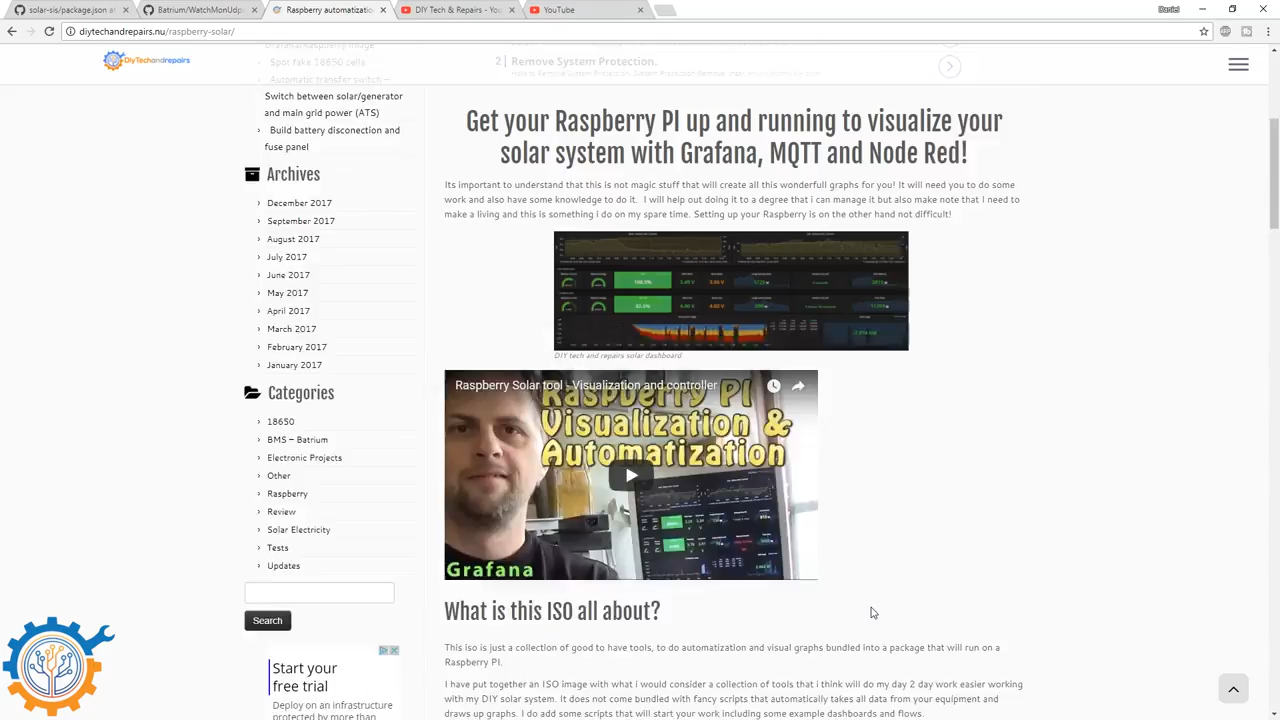 solar-sis/package.json at
Batrium/WatchMonUdp
Raspberry automatizatio
DIY Tech & Repairs - Yo
YouTube
Daniel
diytechandrepairs.nu/raspberry-solar/
DiyTechandrepairs
Grafana/Raspberry image
Spot fake 18650 cells
Automatic transfer switch –
Switch between solar/generator
and main grid power (ATS)
Build battery disconection and
fuse panel
Archives
December 2017
September 2017
August 2017
July 2017
June 2017
May 2017
April 2017
March 2017
February 2017
January 2017
Categories
18650
BMS – Batrium
Electronic Projects
Other
Raspberry
Review
Solar Electricity
Tests
Updates
Search
Start your
free trial
Deploy on an infrastructure
protected by more than
2 Remove System Protection.
Get your Raspberry PI up and running to visualize your
solar system with Grafana, MQTT and Node Red!
Its important to understand that this is not magic stuff that will create all this wonderfull graphs for you! It will need you to do some
work and also have some knowledge to do it. I will help out doing it to a degree that i can manage it but also make note that I need to
make a living and this is something i do on my spare time. Setting up your Raspberry is on the other hand not difficult!
DIY tech and repairs solar dashboard
Raspberry Solar tool - Visualization and controller
Raspberry PI
Visualization &
Automatization
Grafana
What is this ISO all about?
This iso is just a collection of good to have tools, to do automatization and visual graphs bundled into a package that will run on a
Raspberry PI.
I have put together an ISO image with what i would consider a collection of tools that i think will do my day 2 day work easier working
with my DIY solar system. It does not come bundled with fancy scripts that automatically takes all data from your equipment and
draws up graphs. I do add some scripts that will start your work including some example dashboards and flows.